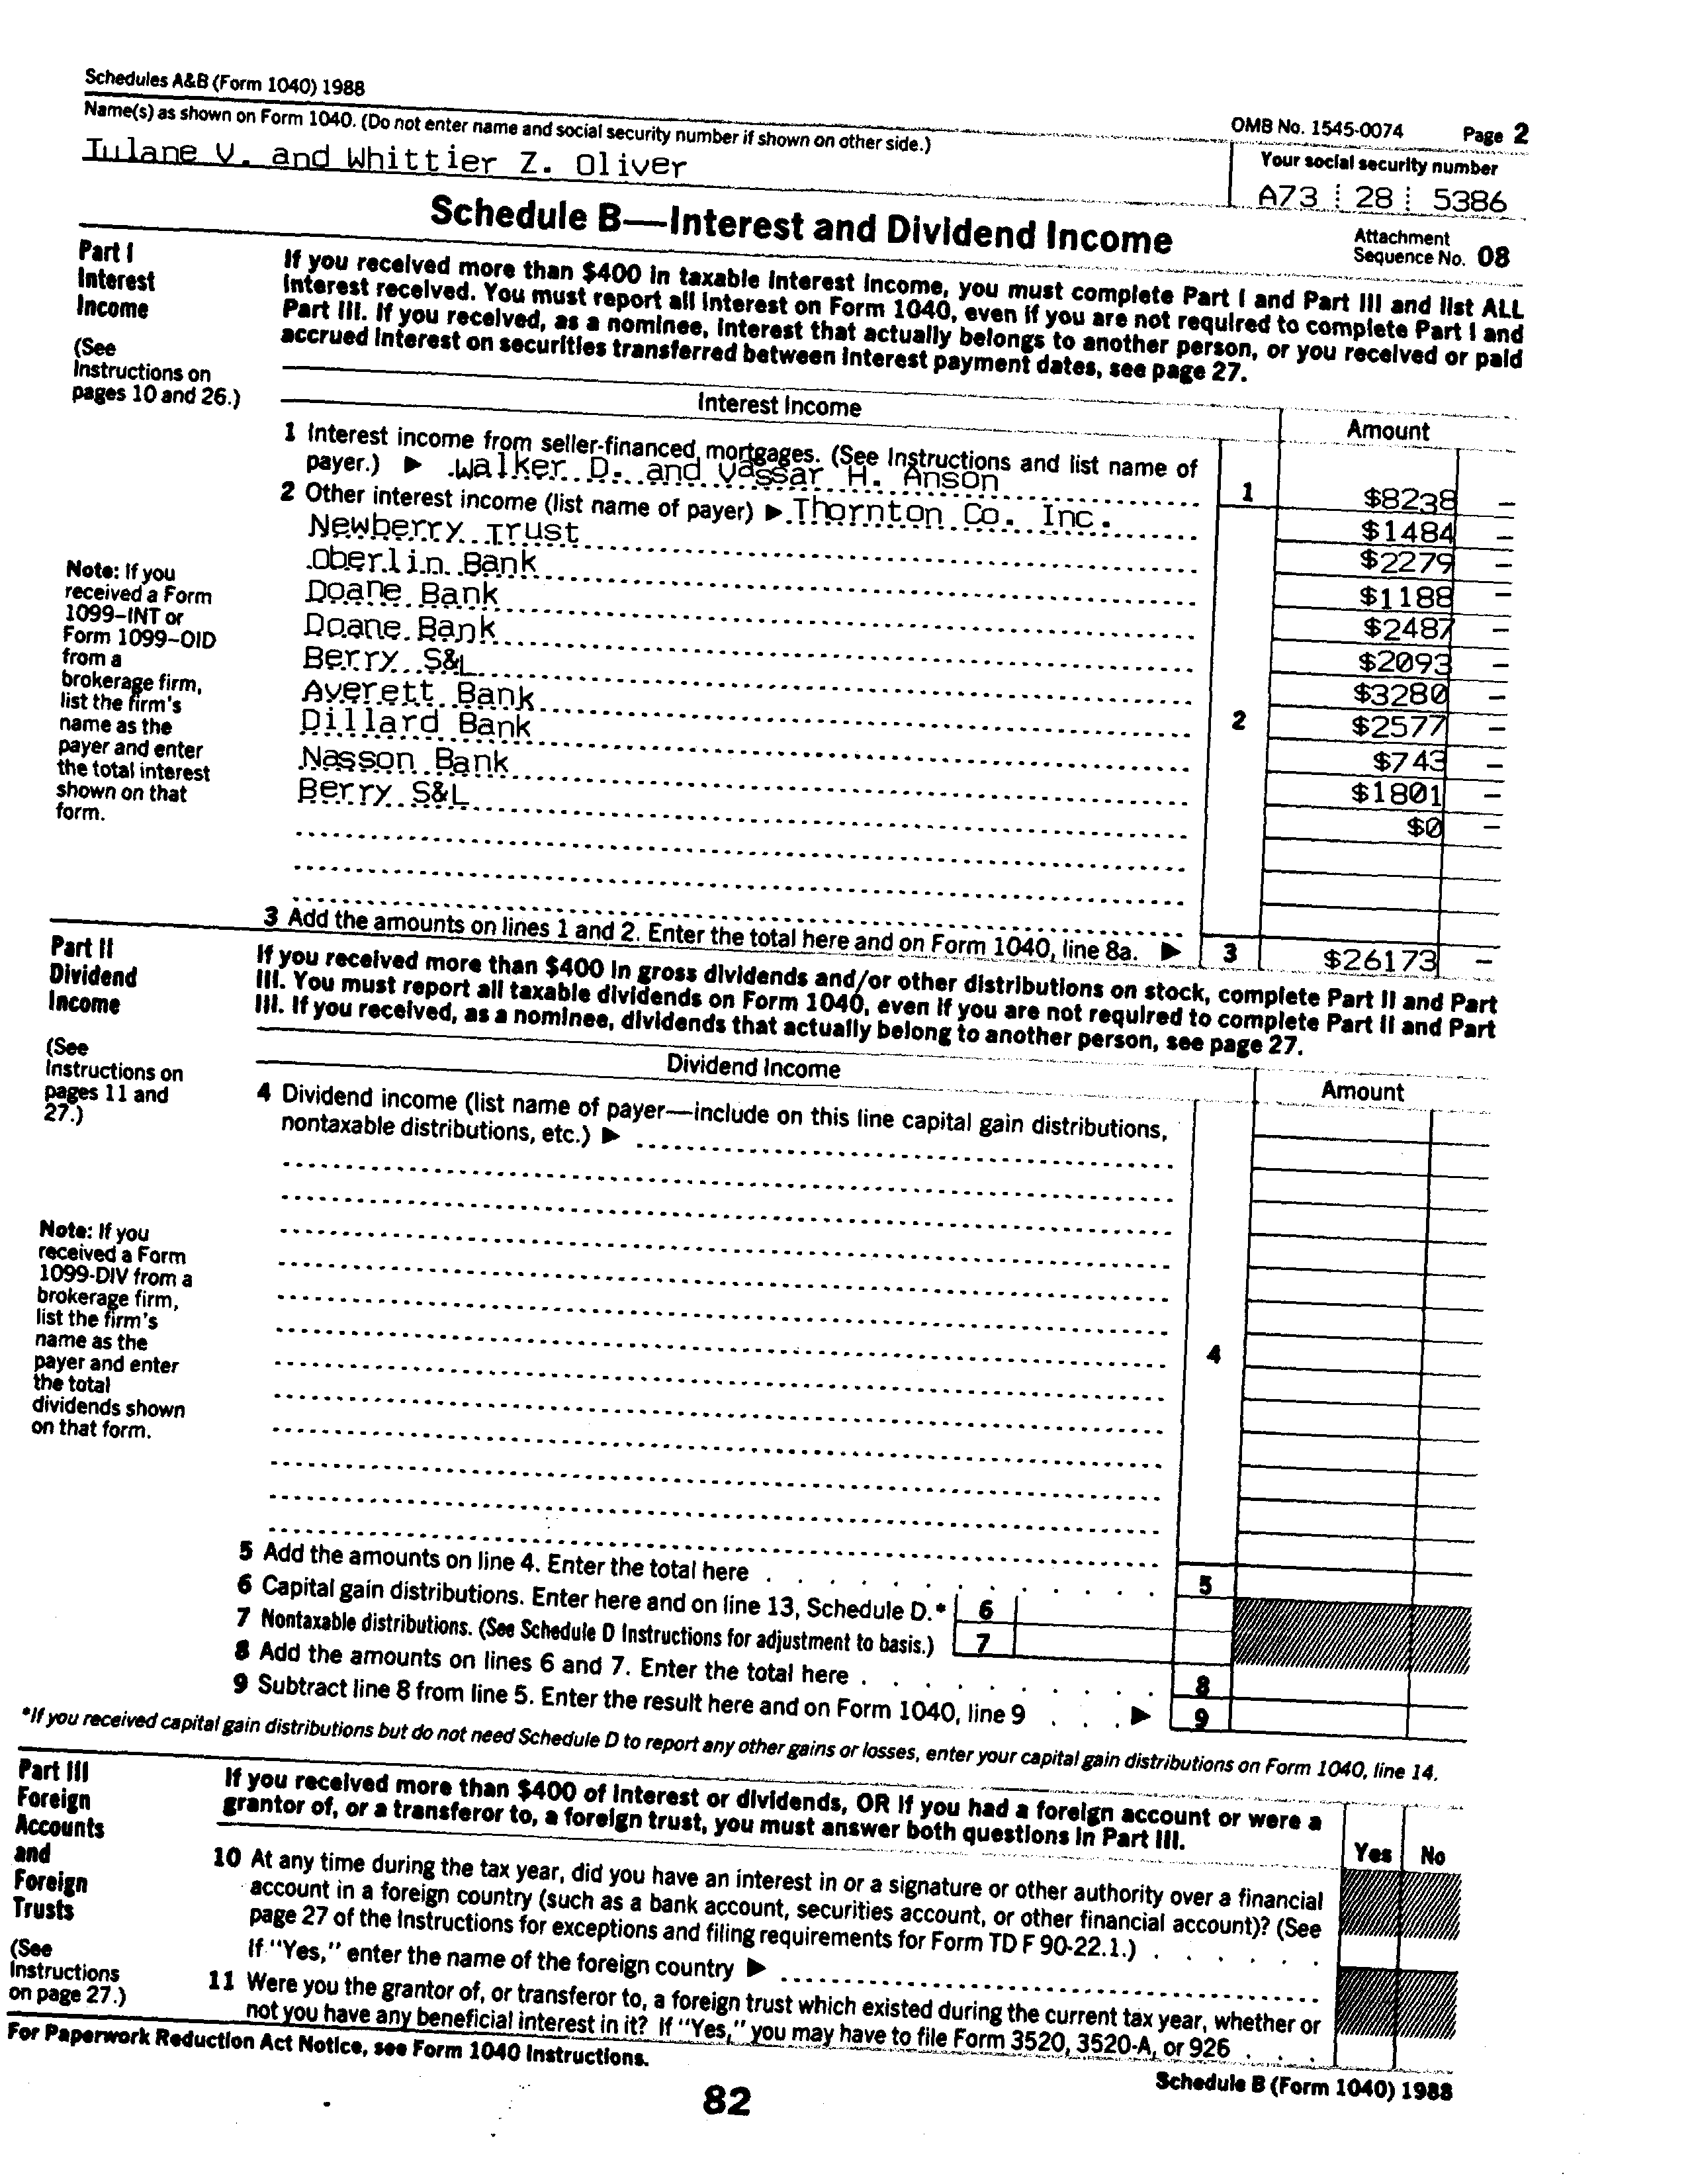 Schedules A&B (Form 1040) 1988
OMB No. 1545-0074 Page 2
Name(s) as shown on Form 1040. (Do not enter name and social security number if shown on other side.)
Your social security number
Tulane V. and Whittier Z. Oliver
A73 28 5386
Schedule B—Interest and Dividend Income
Attachment
Sequence No. 08
Part I
Interest
Income
(See
Instructions on
pages 10 and 26.)
If you received more than $400 in taxable interest income, you must complete Part I and Part III and list ALL
interest received. You must report all interest on Form 1040, even if you are not required to complete Part I and
Part III. If you received, as a nominee, interest that actually belongs to another person, or you received or paid
accrued interest on securities transferred between interest payment dates, see page 27.
Interest Income
Amount
1 Interest income from seller-financed mortgages. (See Instructions and list name of
payer.) ▶ Walker D. and Vassar H. Anson
1 $8238 —
2 Other interest income (list name of payer) ▶ Thornton Co. Inc.
$1484 —
Newberry Trust
$2279 —
Oberlin Bank
$1188 —
Doane Bank
$2487 —
Doane Bank
$2093 —
Berry S&L
$3280 —
Averett Bank
2 $2577 —
Dillard Bank
$743 —
Nasson Bank
$1801 —
Berry S&L
$0 —
Note: If you
received a Form
1099–INT or
Form 1099–OID
from a
brokerage firm,
list the firm's
name as the
payer and enter
the total interest
shown on that
form.
3 Add the amounts on lines 1 and 2. Enter the total here and on Form 1040, line 8a. ▶ 3 $26173 —
Part II
Dividend
Income
(See
Instructions on
pages 11 and
27.)
If you received more than $400 in gross dividends and/or other distributions on stock, complete Part II and Part
III. You must report all taxable dividends on Form 1040, even if you are not required to complete Part II and Part
III. If you received, as a nominee, dividends that actually belong to another person, see page 27.
Dividend Income
Amount
4 Dividend income (list name of payer—include on this line capital gain distributions,
nontaxable distributions, etc.) ▶
4
Note: If you
received a Form
1099-DIV from a
brokerage firm,
list the firm's
name as the
payer and enter
the total
dividends shown
on that form.
5 Add the amounts on line 4. Enter the total here . . . . . . . . . . . . . 5
6 Capital gain distributions. Enter here and on line 13, Schedule D.* 6
7 Nontaxable distributions. (See Schedule D Instructions for adjustment to basis.) 7
8 Add the amounts on lines 6 and 7. Enter the total here . . . . . . . . . . 8
9 Subtract line 8 from line 5. Enter the result here and on Form 1040, line 9 . . . ▶ 9
*If you received capital gain distributions but do not need Schedule D to report any other gains or losses, enter your capital gain distributions on Form 1040, line 14.
Part III
Foreign
Accounts
and
Foreign
Trusts
(See
Instructions
on page 27.)
If you received more than $400 of interest or dividends, OR if you had a foreign account or were a
grantor of, or a transferor to, a foreign trust, you must answer both questions in Part III.
Yes No
10 At any time during the tax year, did you have an interest in or a signature or other authority over a financial
account in a foreign country (such as a bank account, securities account, or other financial account)? (See
page 27 of the Instructions for exceptions and filing requirements for Form TD F 90-22.1.) . . . . . .
If "Yes," enter the name of the foreign country ▶
11 Were you the grantor of, or transferor to, a foreign trust which existed during the current tax year, whether or
not you have any beneficial interest in it? If "Yes," you may have to file Form 3520, 3520-A, or 926 . . .
For Paperwork Reduction Act Notice, see Form 1040 Instructions.
Schedule B (Form 1040) 1988
82